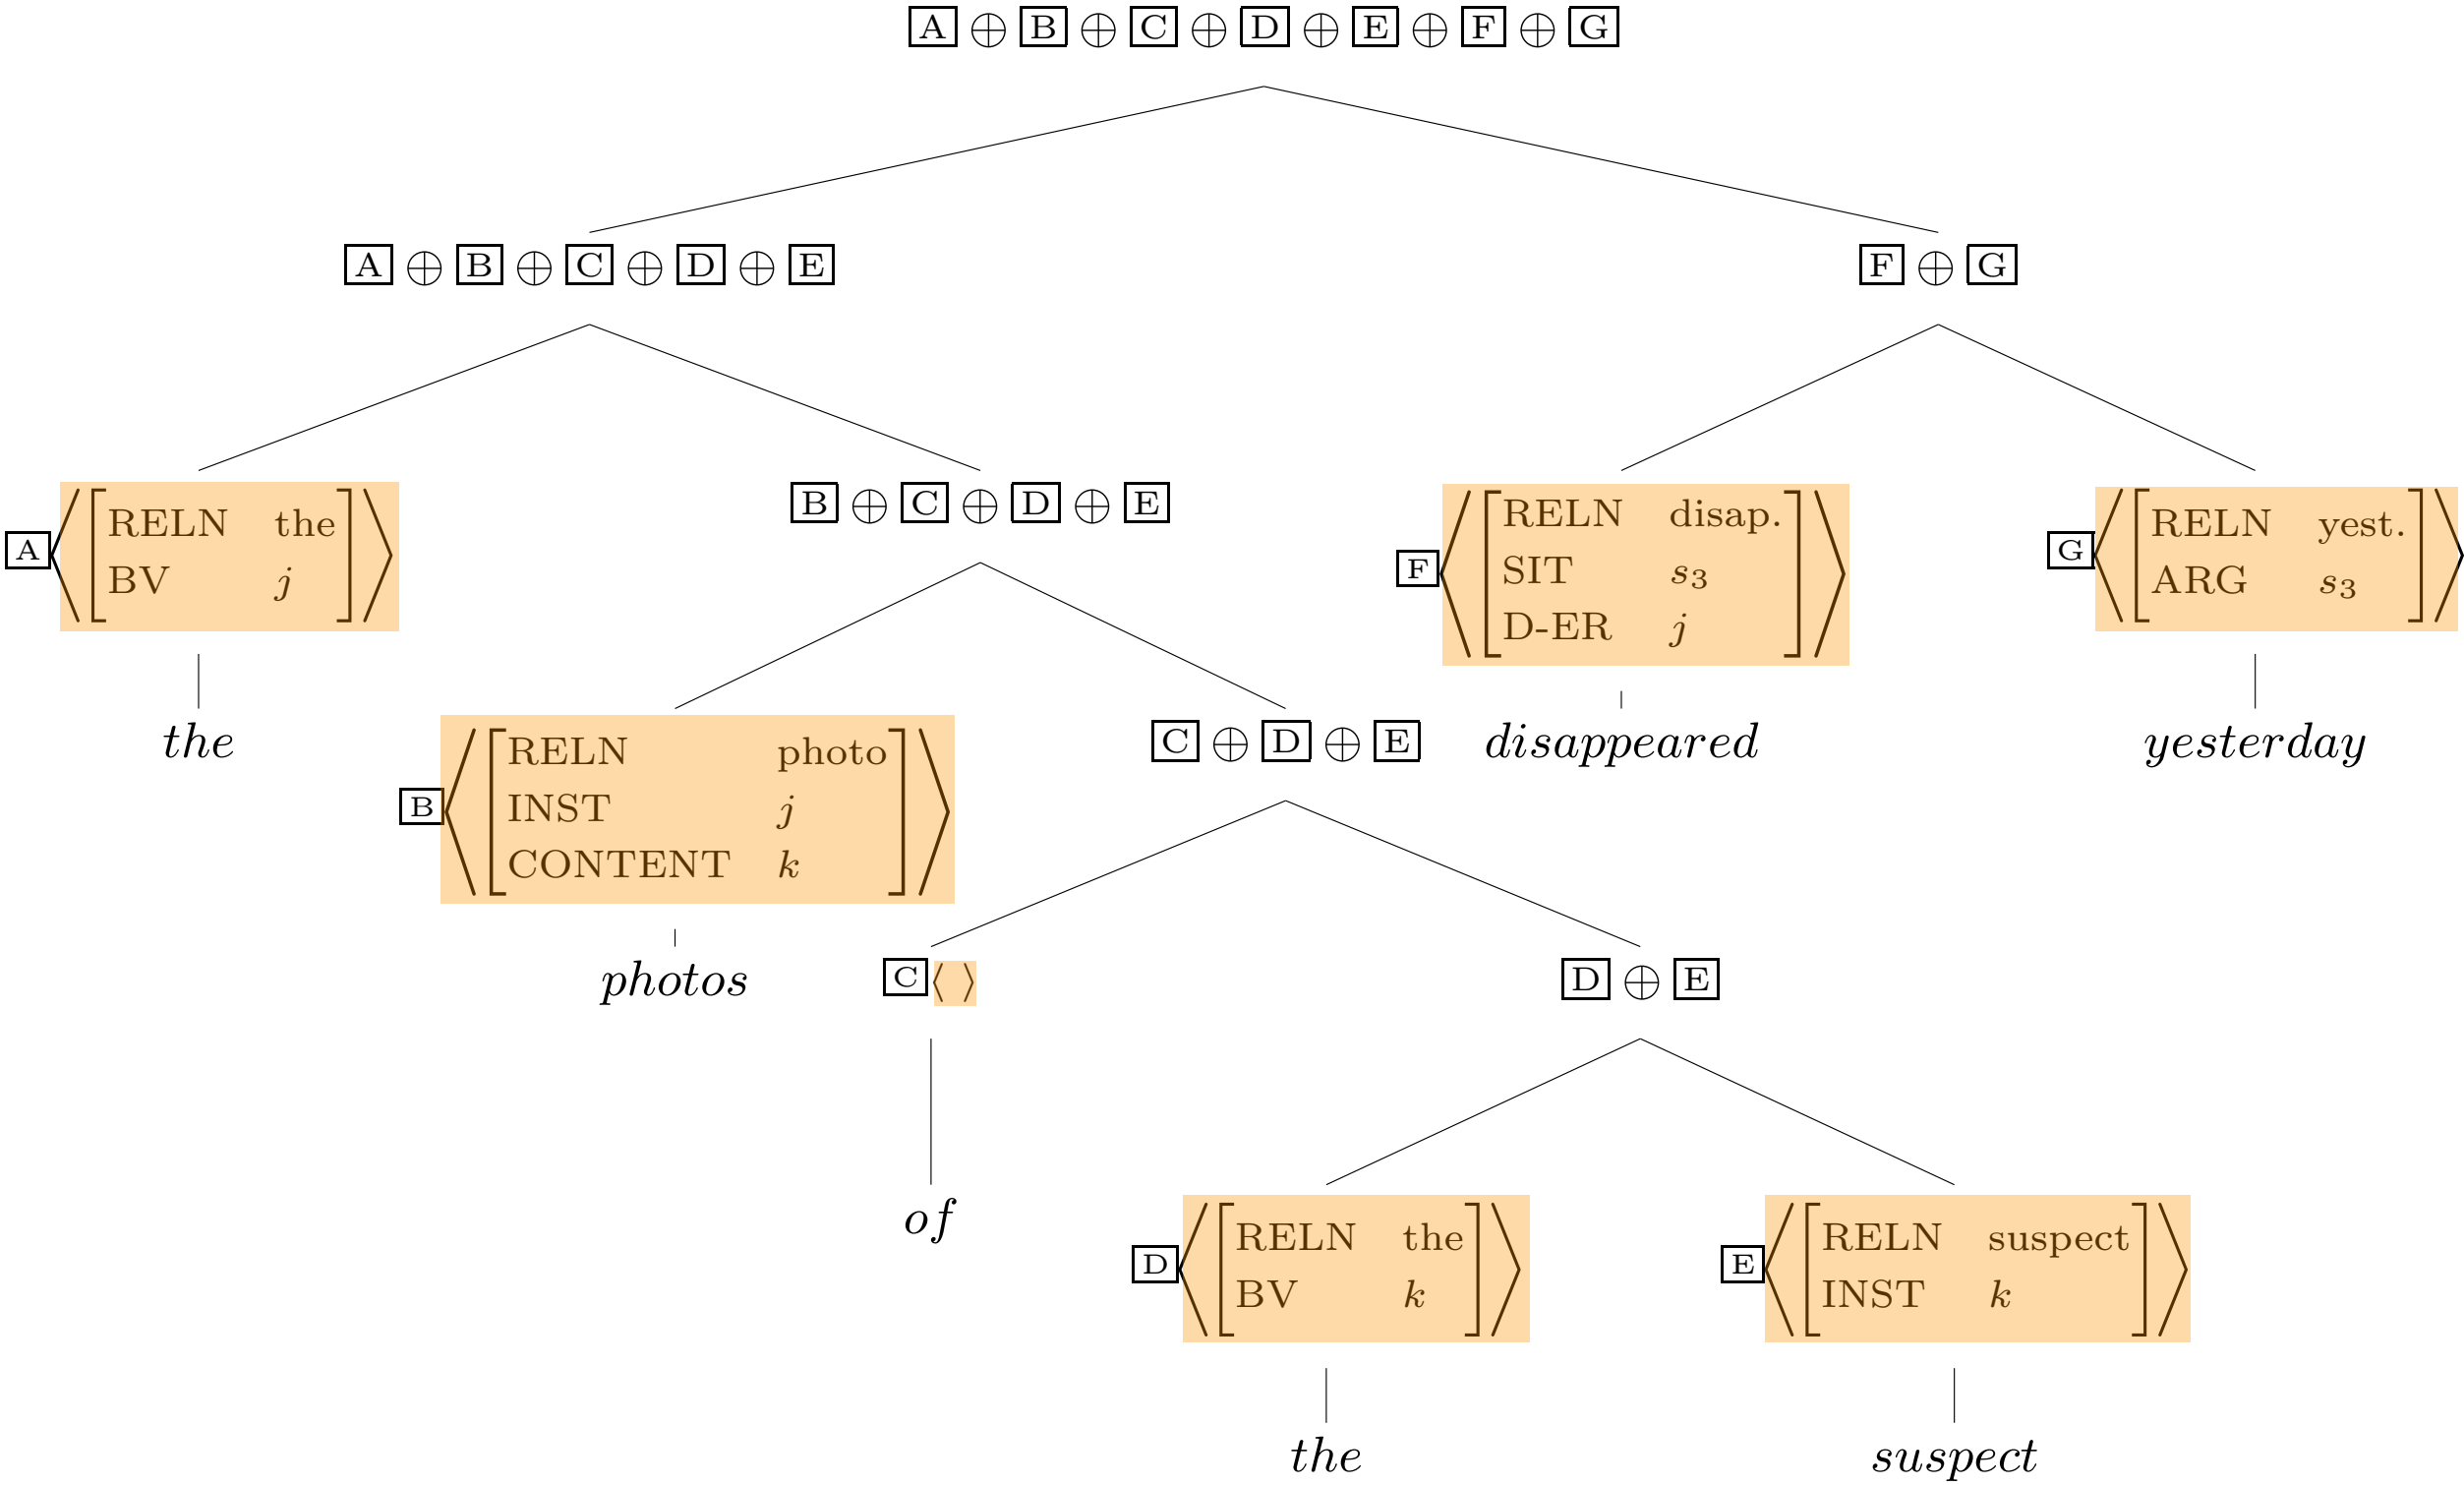 A ⊕ B ⊕ C ⊕ D ⊕ E ⊕ F ⊕ G
A ⊕ B ⊕ C ⊕ D ⊕ E
F ⊕ G
A ⟨[RELN the
BV j]⟩
B ⊕ C ⊕ D ⊕ E
F ⟨[RELN disap.
SIT s₃
D-ER j]⟩
G ⟨[RELN yest.
ARG s₃]⟩
the
B ⟨[RELN photo
INST j
CONTENT k]⟩
C ⊕ D ⊕ E
disappeared
yesterday
photos
C ⟨ ⟩
D ⊕ E
of
D ⟨[RELN the
BV k]⟩
E ⟨[RELN suspect
INST k]⟩
the
suspect